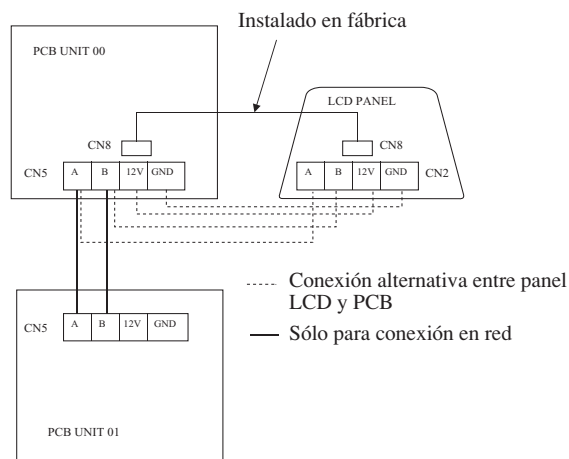 Instalado en fábrica
PCB UNIT 00
LCD PANEL
CN8
CN8
CN5
A B 12V GND
A B 12V GND
CN2
Conexión alternativa entre panel
LCD y PCB
Sólo para conexión en red
CN5
A B 12V GND
PCB UNIT 01